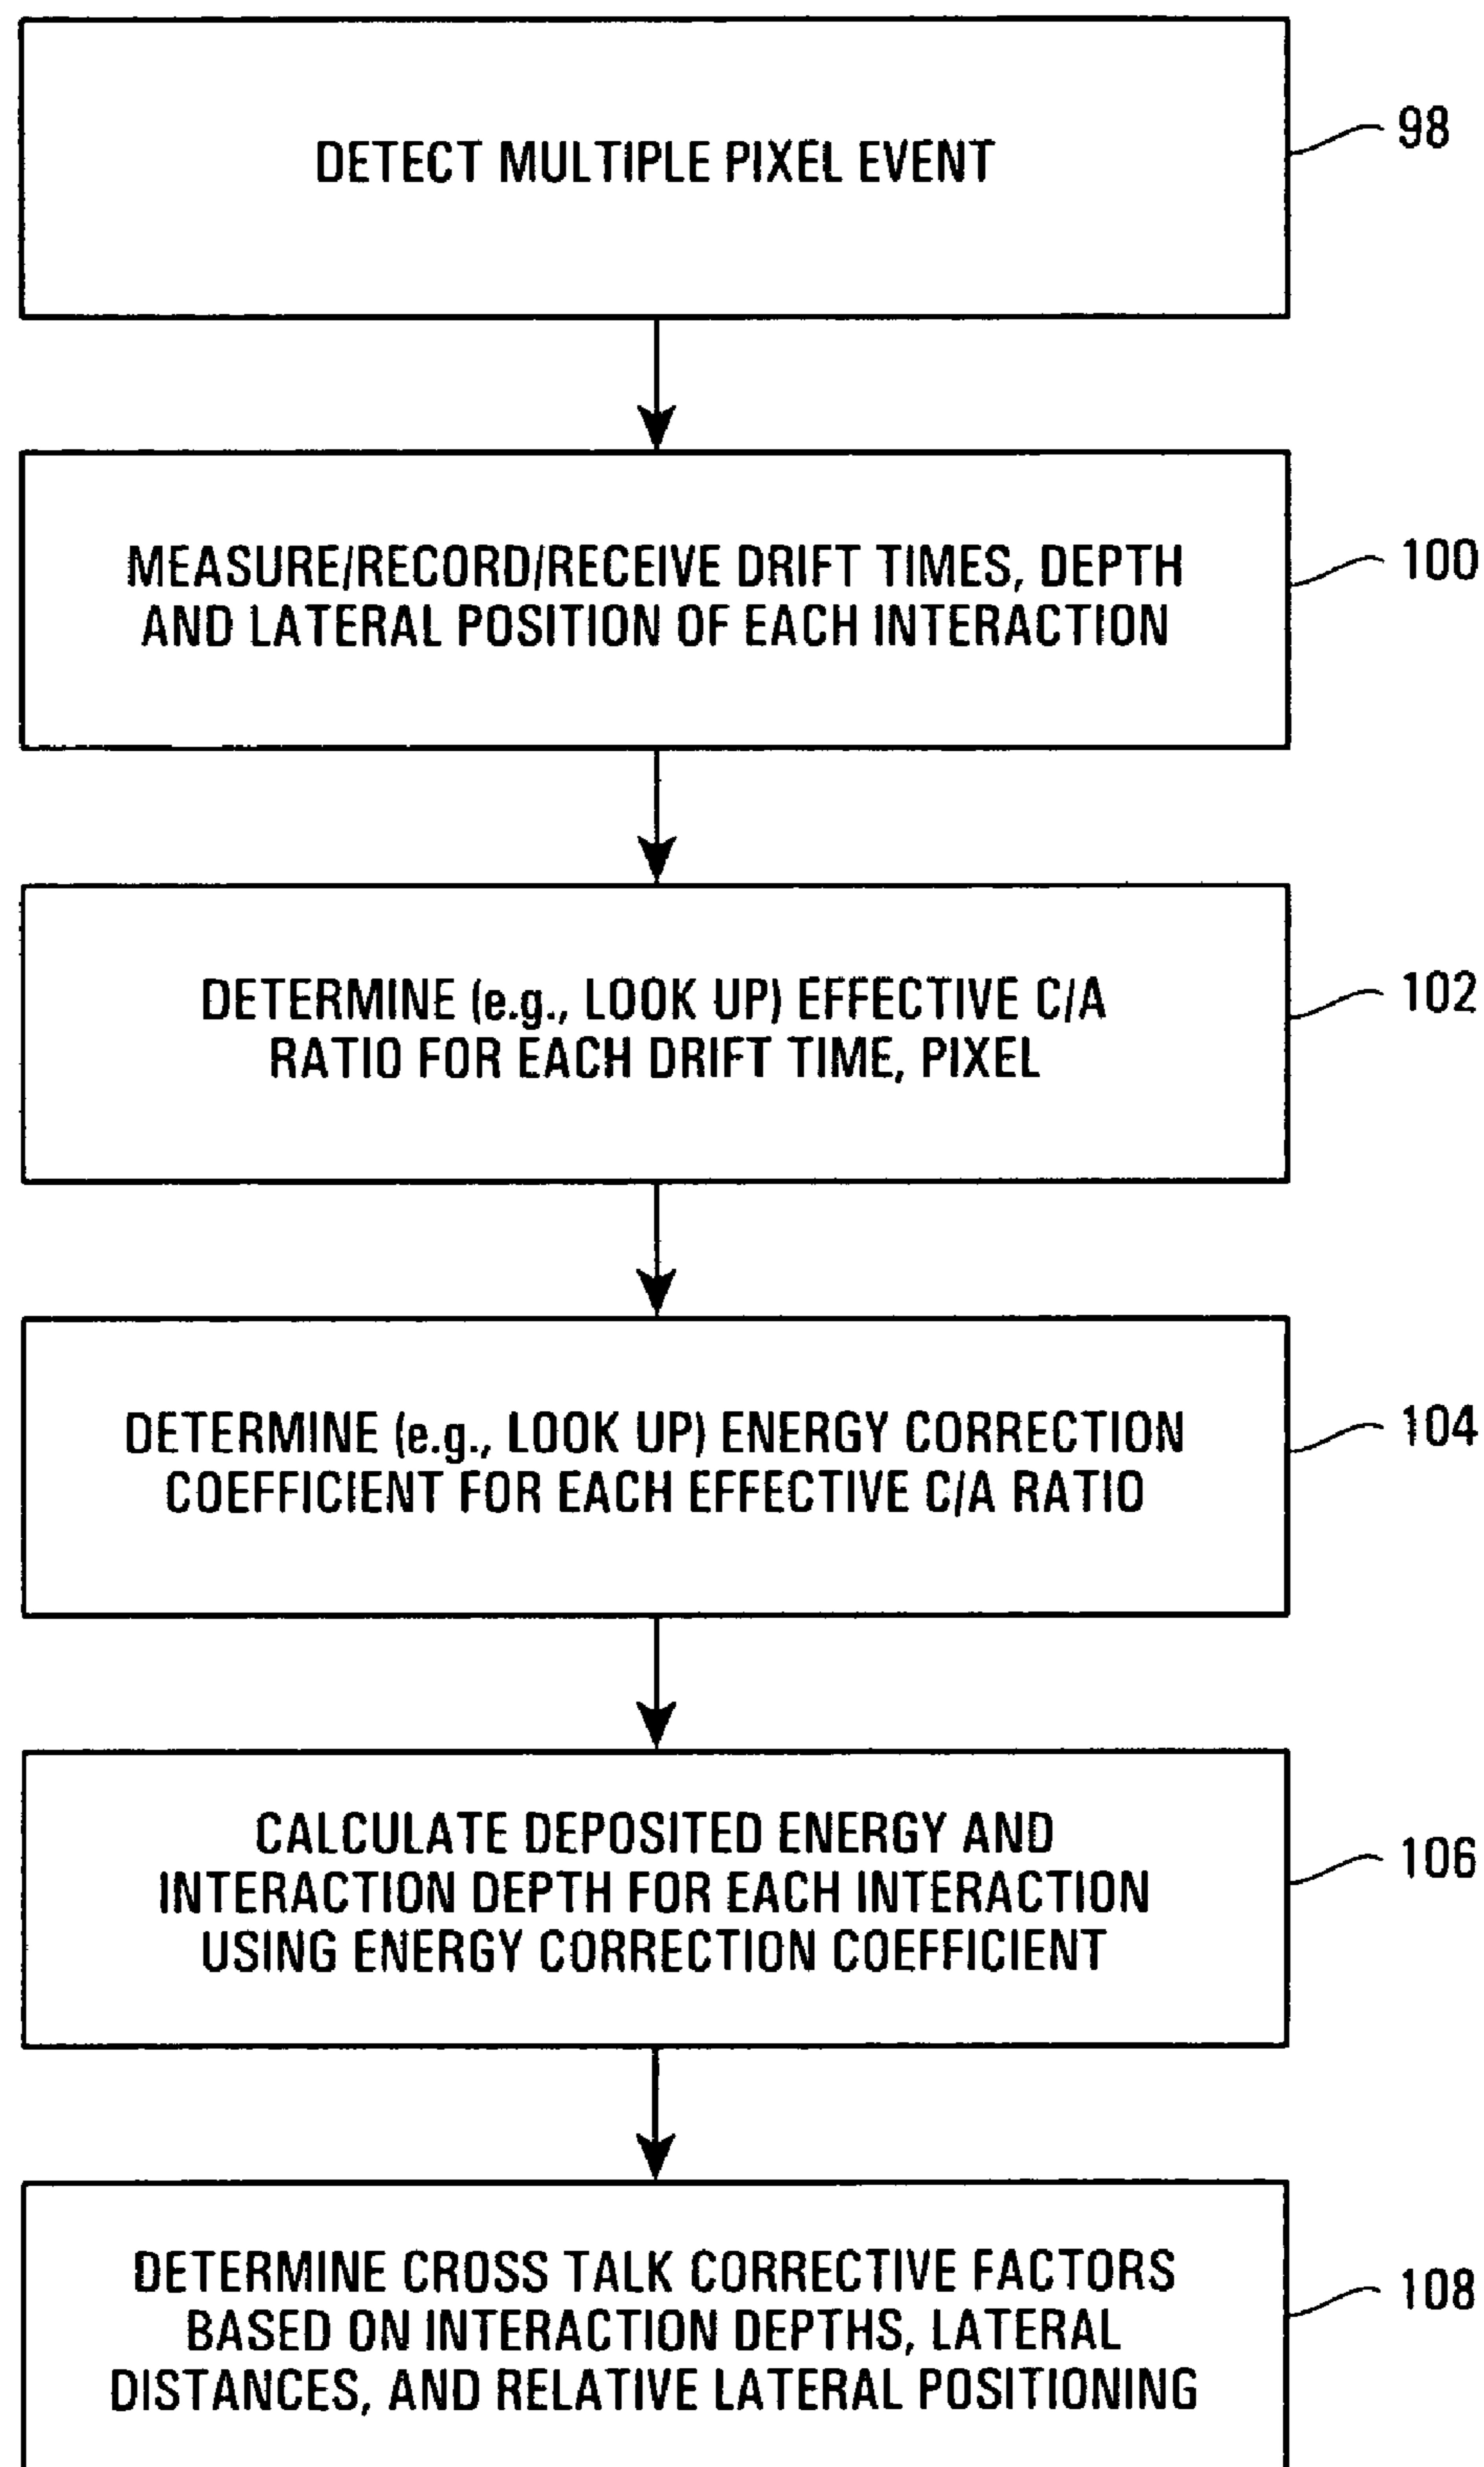 DETECT MULTIPLE PIXEL EVENT
98
MEASURE/RECORD/RECEIVE DRIFT TIMES, DEPTH
AND LATERAL POSITION OF EACH INTERACTION
100
DETERMINE (e.g., LOOK UP) EFFECTIVE C/A
RATIO FOR EACH DRIFT TIME, PIXEL
102
DETERMINE (e.g., LOOK UP) ENERGY CORRECTION
COEFFICIENT FOR EACH EFFECTIVE C/A RATIO
104
CALCULATE DEPOSITED ENERGY AND
INTERACTION DEPTH FOR EACH INTERACTION
USING ENERGY CORRECTION COEFFICIENT
106
DETERMINE CROSS TALK CORRECTIVE FACTORS
BASED ON INTERACTION DEPTHS, LATERAL
DISTANCES, AND RELATIVE LATERAL POSITIONING
108